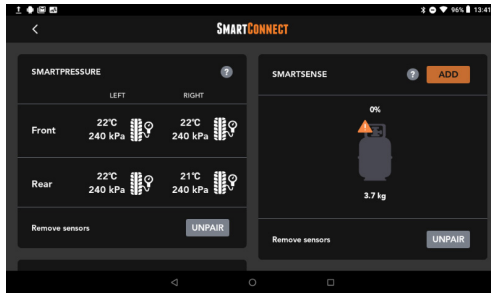 96% 13:41
SMARTCONNECT
SMARTPRESSURE ?
LEFT RIGHT
Front 22°C 240 kPa 22°C 240 kPa
Rear 22°C 240 kPa 21°C 240 kPa
Remove sensors UNPAIR
SMARTSENSE ? ADD
0%
3.7 kg
Remove sensors UNPAIR